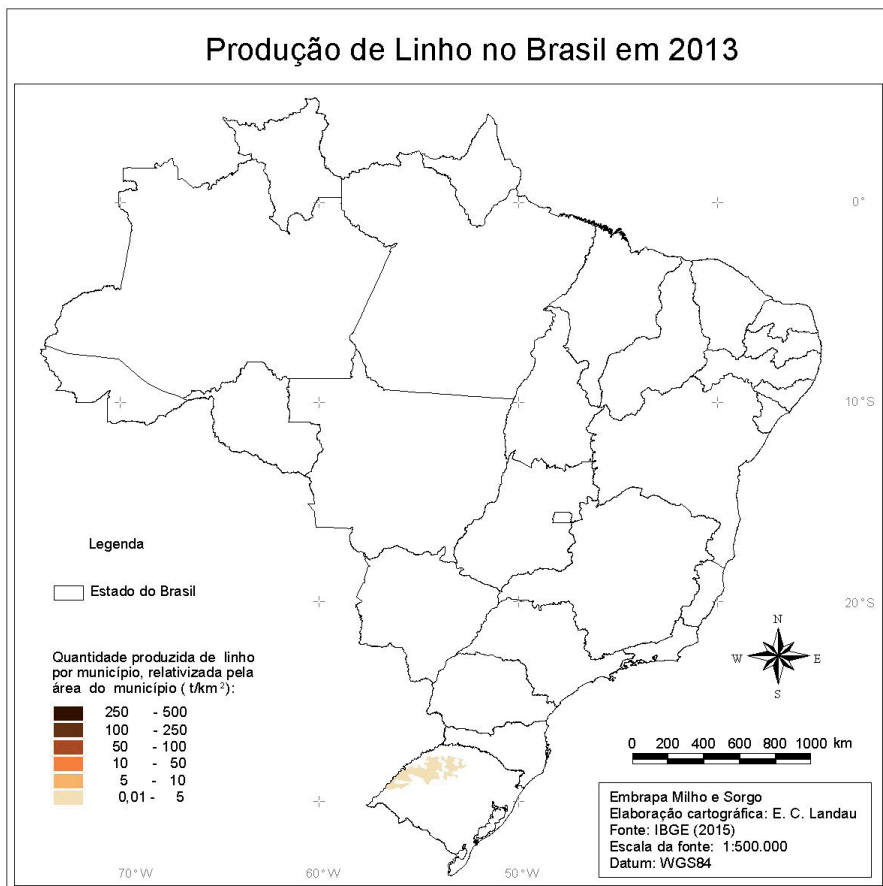 Produção de Linho no Brasil em 2013
0°
10°S
20°S
Legenda
Estado do Brasil
Quantidade produzida de linho
por município, relativizada pela
área do município ( t/km²):
250 - 500
100 - 250
50 - 100
10 - 50
5 - 10
0,01 - 5
N
W E
S
0 200 400 600 800 1000 km
Embrapa Milho e Sorgo
Elaboração cartográfica: E. C. Landau
Fonte: IBGE (2015)
Escala da fonte: 1:500.000
Datum: WGS84
70°W 60°W 50°W